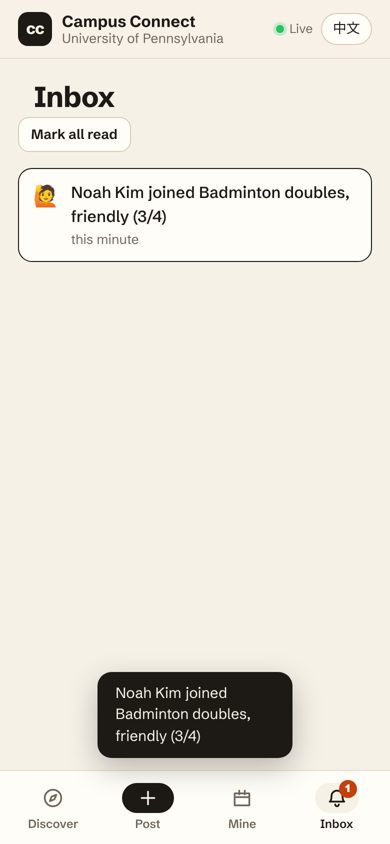 cc
Campus Connect
University of Pennsylvania
Live
中文
Inbox
Mark all read
Noah Kim joined Badminton doubles,
friendly (3/4)
this minute
Noah Kim joined
Badminton doubles,
friendly (3/4)
1
Discover
Post
Mine
Inbox